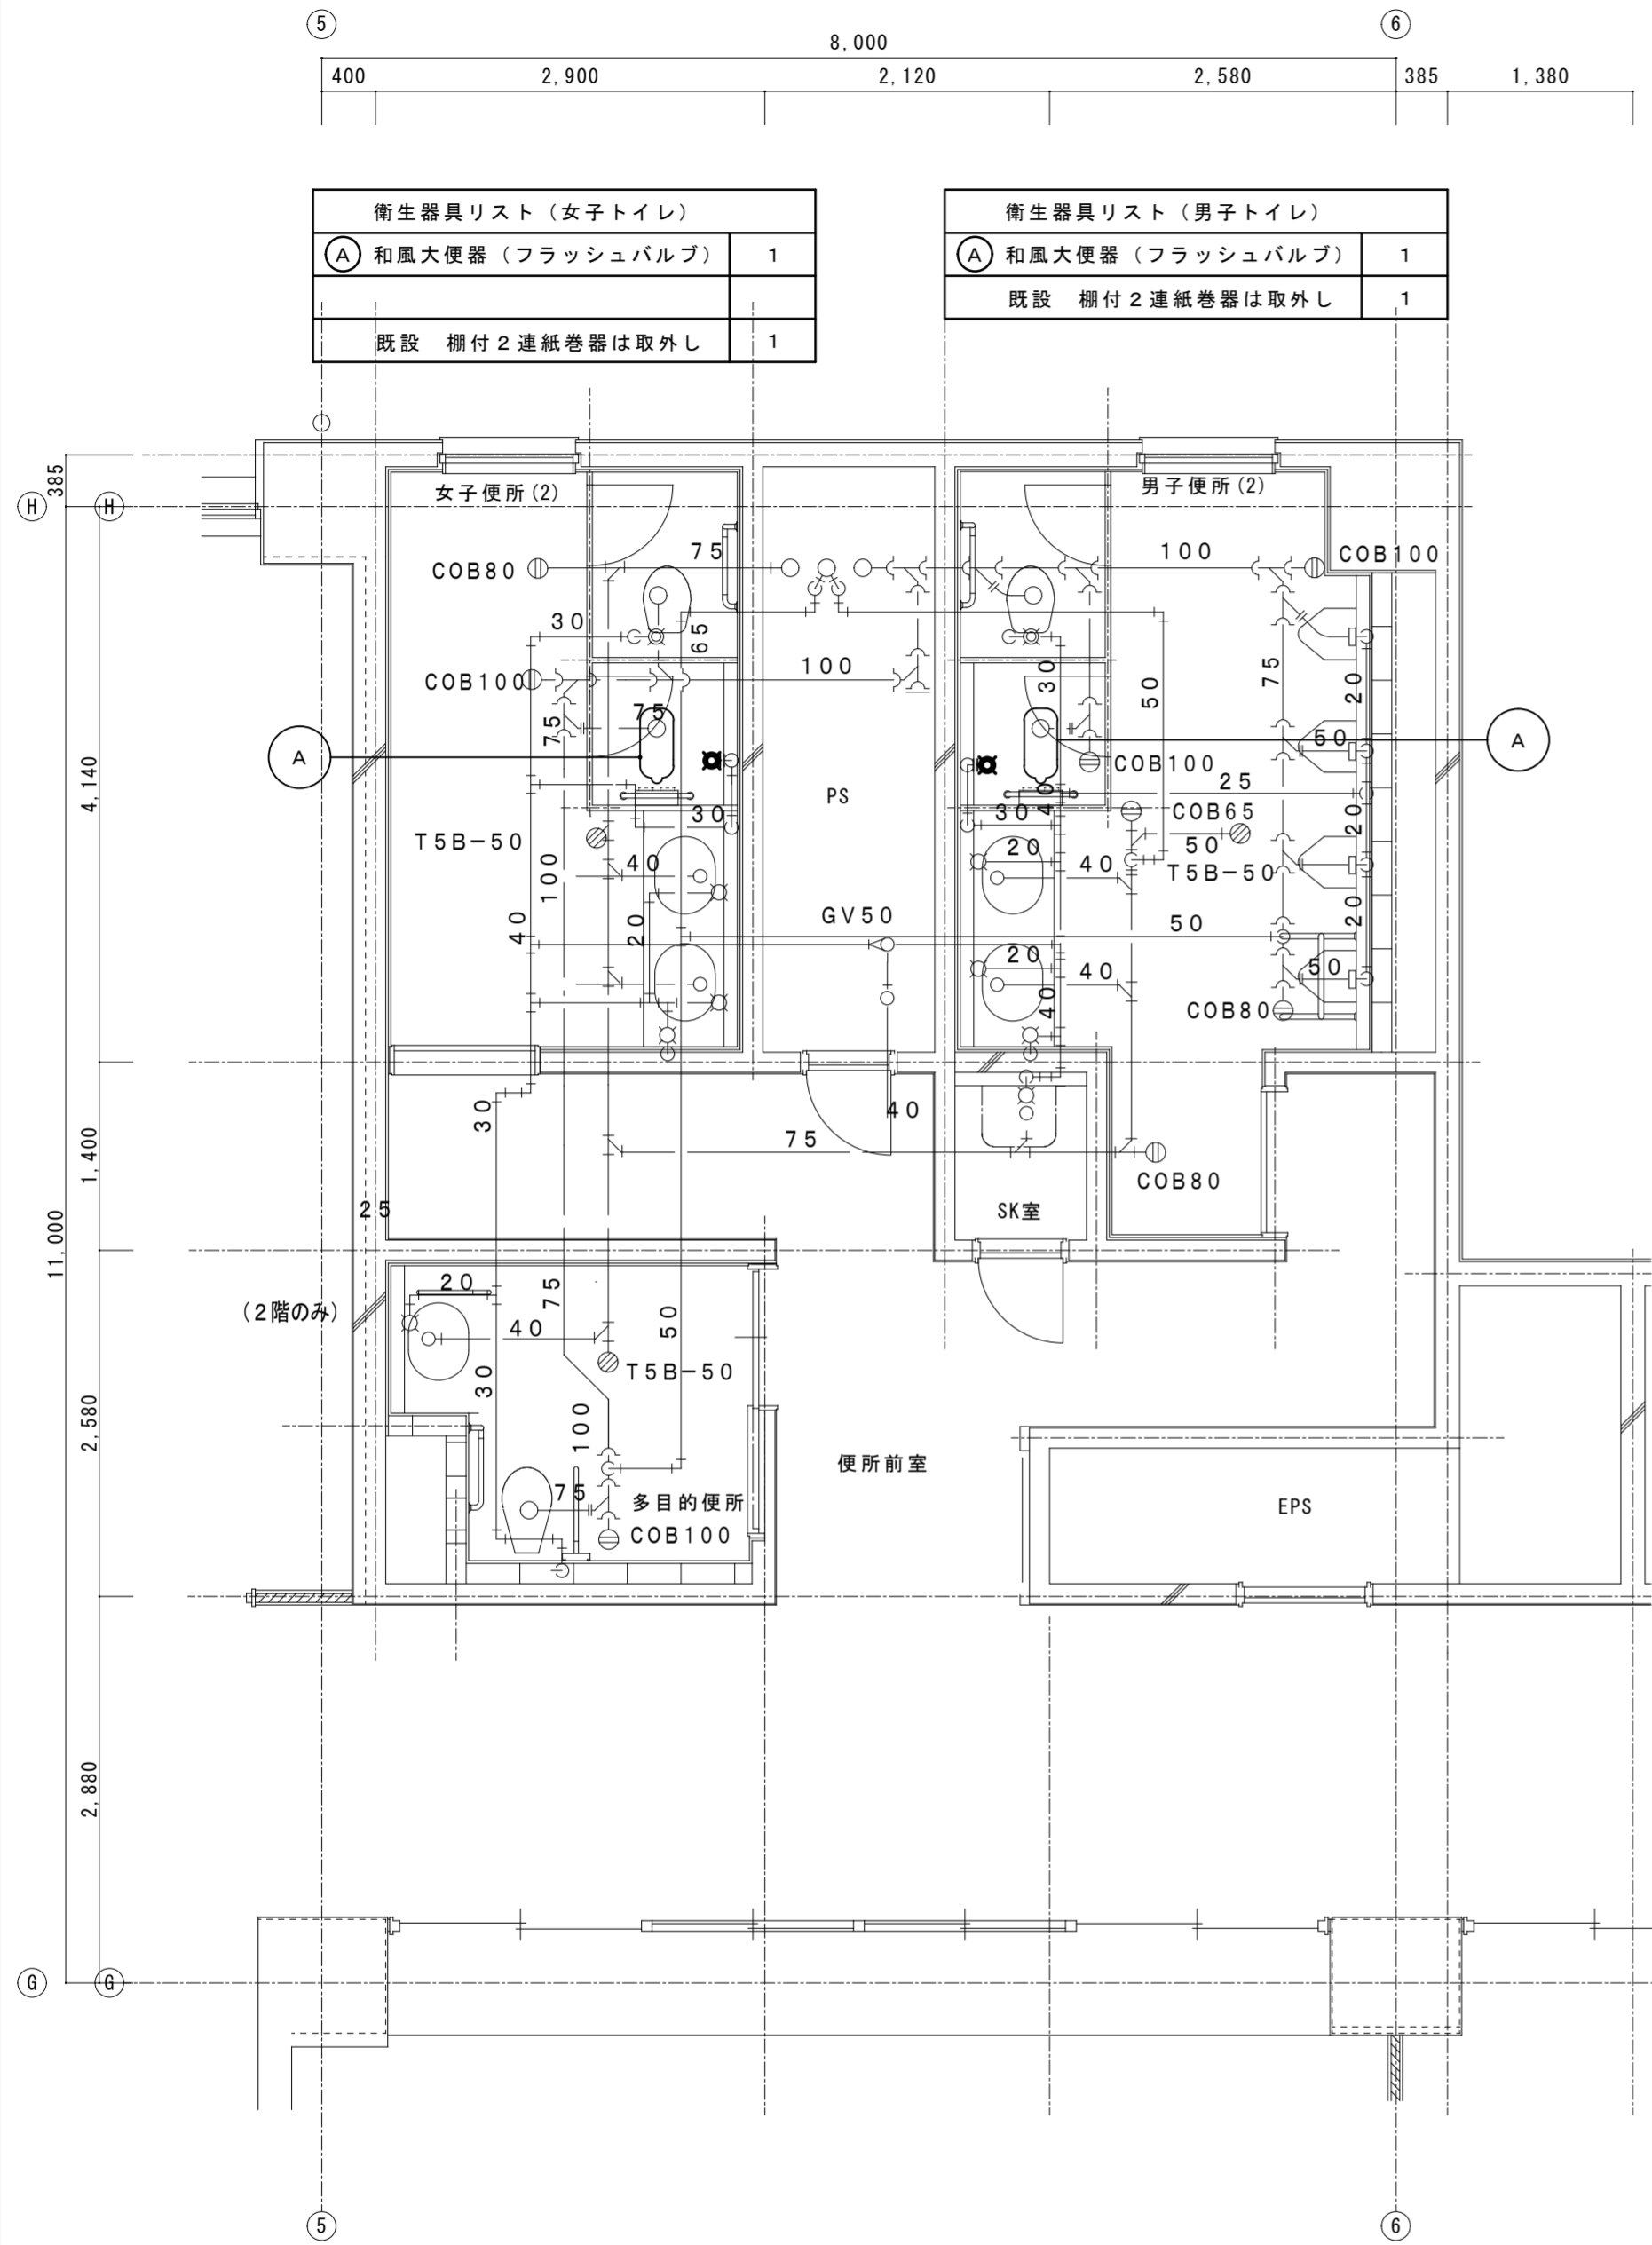 5
6
8,000
400
2,900
2,120
2,580
385
1,380
衛生器具リスト（女子トイレ）
A 和風大便器（フラッシュバルブ） 1
既設 棚付２連紙巻器は取外し 1
衛生器具リスト（男子トイレ）
A 和風大便器（フラッシュバルブ） 1
既設 棚付２連紙巻器は取外し 1
385
H
H
女子便所(2)
男子便所(2)
COB80
75
100
COB100
30
65
COB100
100
30
50
75
20
75
75
A
50
A
COB100
4,140
PS
40
25
30
30
COB65
20
T5B-50
100
40
20
40
50
T5B-50
40
20
GV50
50
20
20
40
50
40
COB80
30
40
75
1,400
COB80
25
SK室
11,000
20
75
(２階のみ)
40
50
30
T5B-50
2,580
100
便所前室
75
多目的便所
COB100
EPS
2,880
G
G
5
6